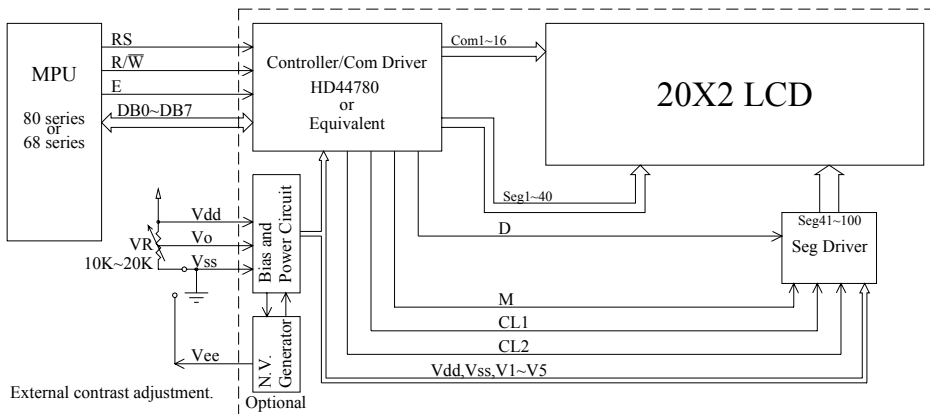 MPU
80 series
or
68 series
RS
R/W̅
E
DB0~DB7
Controller/Com Driver
HD44780
or
Equivalent
Com1~16
20X2 LCD
Seg1~40
Seg41~100
Seg Driver
D
M
CL1
CL2
Vdd,Vss,V1~V5
Vdd
Vo
Vss
VR
10K~20K
Bias and
Power Circuit
N.V.
Generator
Optional
Vee
External contrast adjustment.